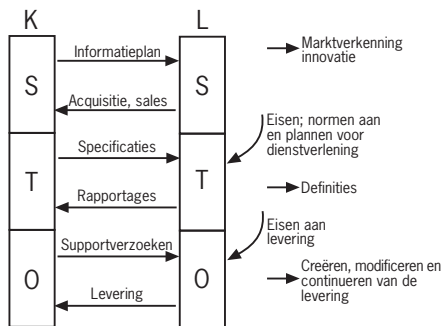 K L
Informatieplan
Marktverkenning
innovatie
S S
Acquisitie, sales
Eisen; normen aan
en plannen voor
dienstverlening
Specificaties
T T
Definities
Rapportages
Eisen aan
levering
Supportverzoeken
O O
Creëren, modificeren en
continueren van de
levering
Levering